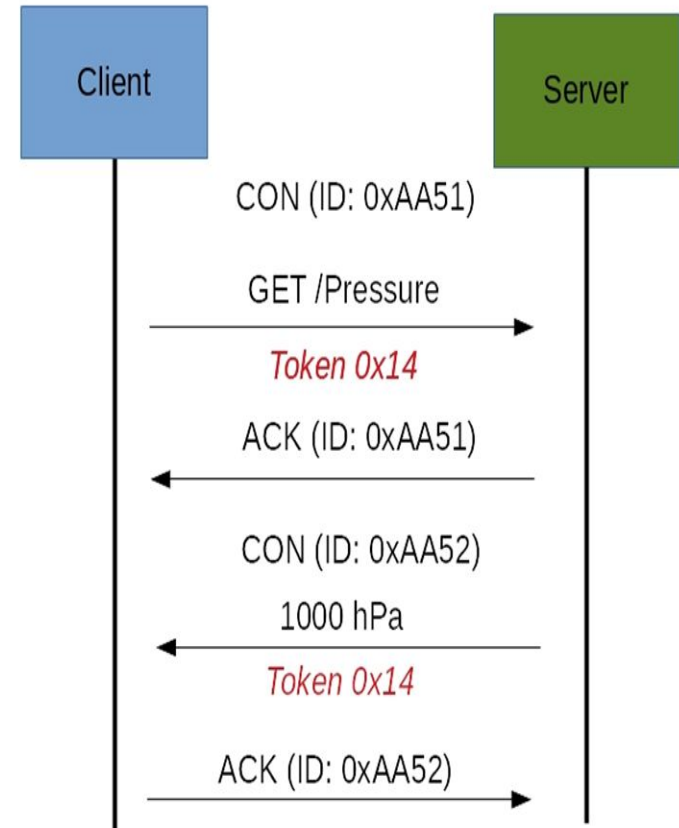 Client
Server
CON (ID: 0xAA51)
GET /Pressure
Token 0x14
ACK (ID: 0xAA51)
CON (ID: 0xAA52)
1000 hPa
Token 0x14
ACK (ID: 0xAA52)